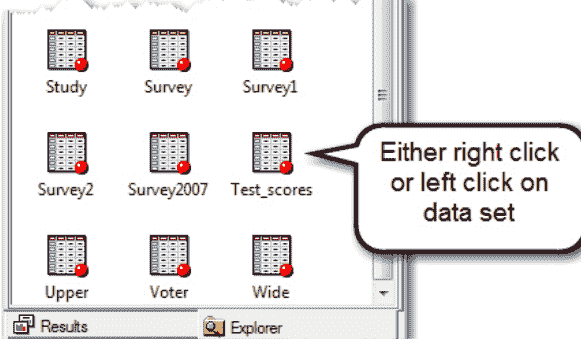 Study Survey Survey1
Survey2 Survey2007 Test_scores
Either right click
or left click on
data set
Upper Voter Wide
Results Explorer